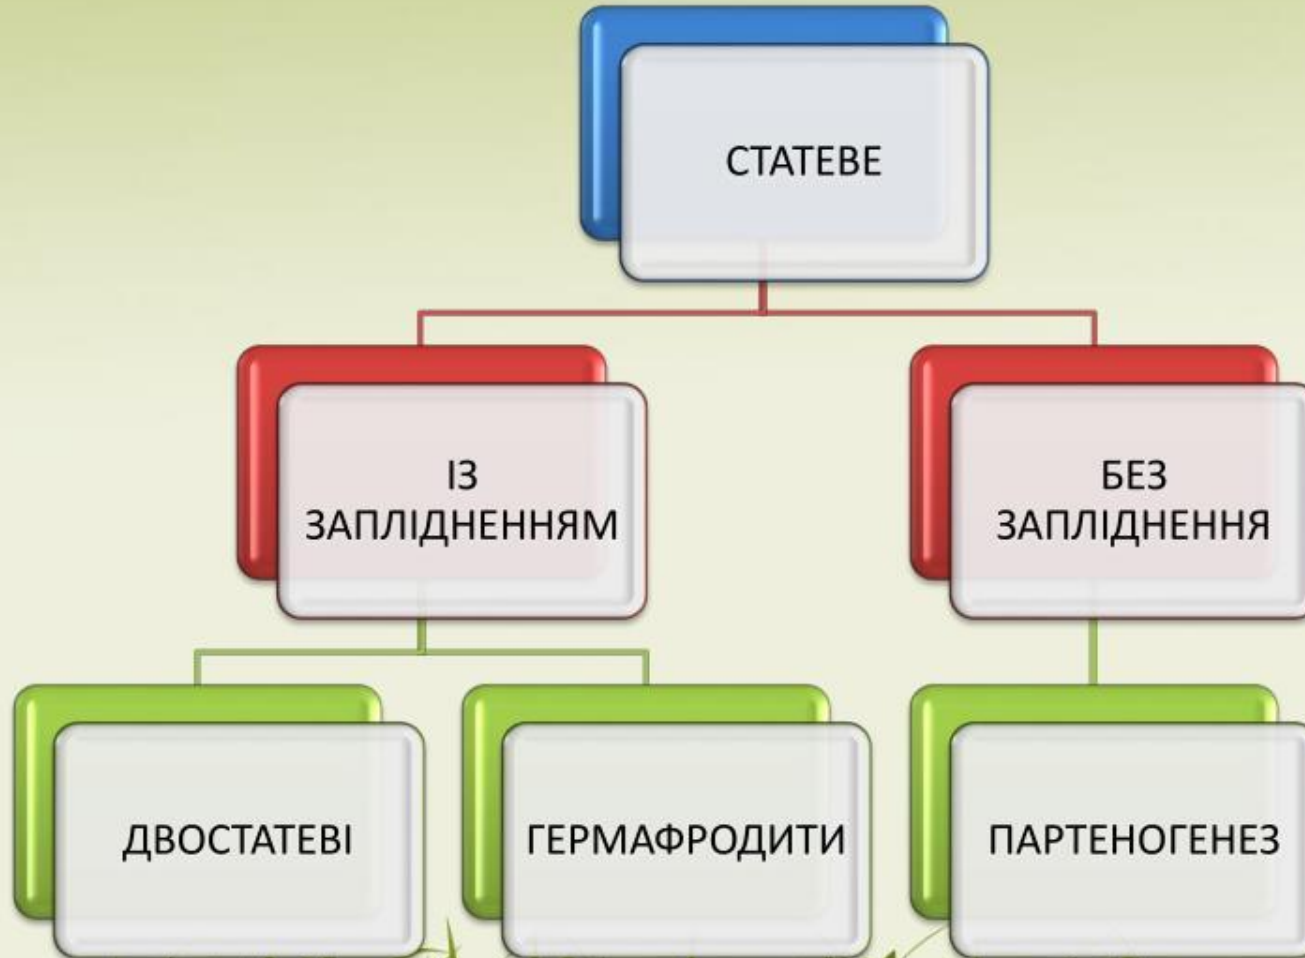 СТАТЕВЕ
ІЗ
ЗАПЛІДНЕННЯМ
БЕЗ
ЗАПЛІДНЕННЯ
ДВОСТАТЕВІ
ГЕРМАФРОДИТИ
ПАРТЕНОГЕНЕЗ